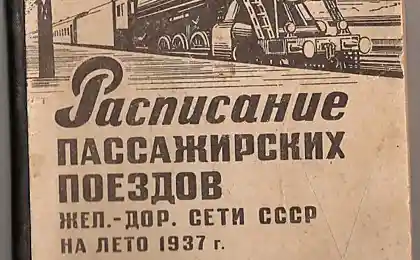 Расписание
ПАССАЖИРСКИХ
ПОЕЗДОВ
ЖЕЛ.-ДОР. СЕТИ СССР
НА ЛЕТО 1937 г.